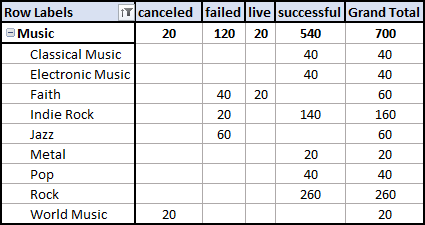 Row Labels canceled failed live successful Grand Total
Music 20 120 20 540 700
Classical Music 40 40
Electronic Music 40 40
Faith 40 20 60
Indie Rock 20 140 160
Jazz 60 60
Metal 20 20
Pop 40 40
Rock 260 260
World Music 20 20